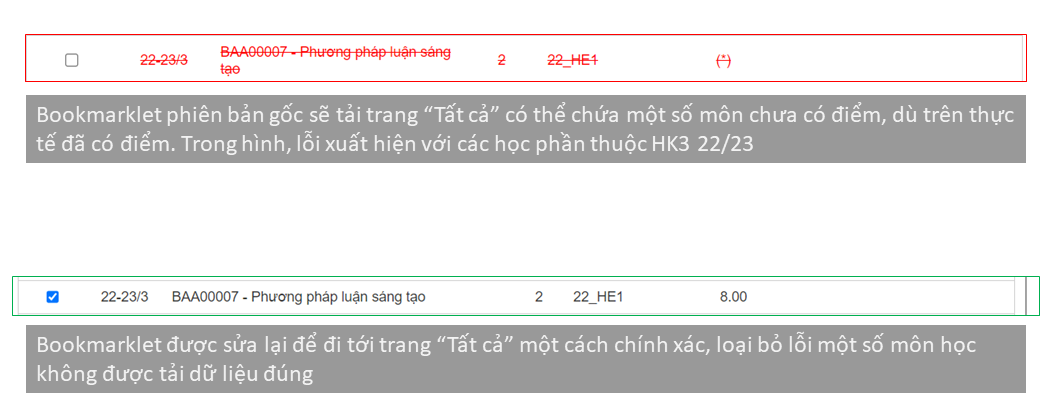 22-23/3 BAA00007 - Phương pháp luận sáng tạo 2 22_HE1 (*)
Bookmarklet phiên bản gốc sẽ tải trang “Tất cả” có thể chứa một số môn chưa có điểm, dù trên thực
tế đã có điểm. Trong hình, lỗi xuất hiện với các học phần thuộc HK3 22/23
22-23/3 BAA00007 - Phương pháp luận sáng tạo 2 22_HE1 8.00
Bookmarklet được sửa lại để đi tới trang “Tất cả” một cách chính xác, loại bỏ lỗi một số môn học
không được tải dữ liệu đúng